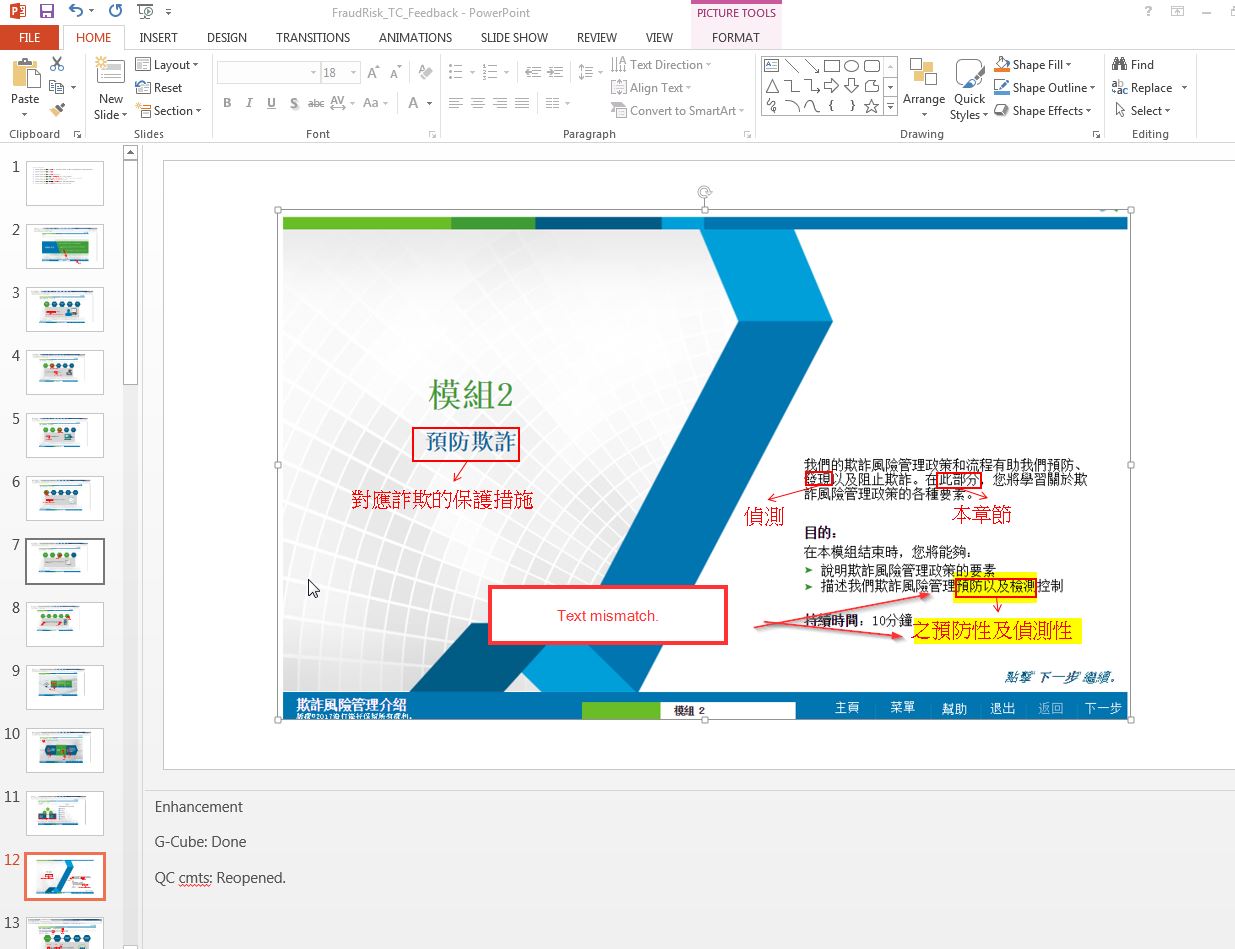 FraudRisk_TC_Feedback - PowerPoint
PICTURE TOOLS
FILE
HOME
INSERT
DESIGN
TRANSITIONS
ANIMATIONS
SLIDE SHOW
REVIEW
VIEW
FORMAT
Paste
New
Slide
Layout
Reset
Section
18
B I U S abc AV Aa A
Text Direction
Align Text
Convert to SmartArt
Arrange
Quick
Styles
Shape Fill
Shape Outline
Shape Effects
Find
Replace
Select
Clipboard
Slides
Font
Paragraph
Drawing
Editing
1
2
3
4
5
6
7
8
9
10
11
12
13
模組2
預防欺詐
對應詐欺的保護措施
我們的欺詐風險管理政策和流程有助我們預防、
發現以及阻止欺詐。在此部分，您將學習關於欺
詐風險管理政策的各種要素。
偵測
本章節
目的：
在本模組結束時，您將能夠：
說明欺詐風險管理政策的要素
描述我們欺詐風險管理預防以及檢測控制
Text mismatch.
持續時間：10分鐘
之預防性及偵測性
點擊“下一步”繼續。
欺詐風險管理介紹
模組 2
主頁
菜單
幫助
退出
返回
下一步
Enhancement
G-Cube: Done
QC cmts: Reopened.